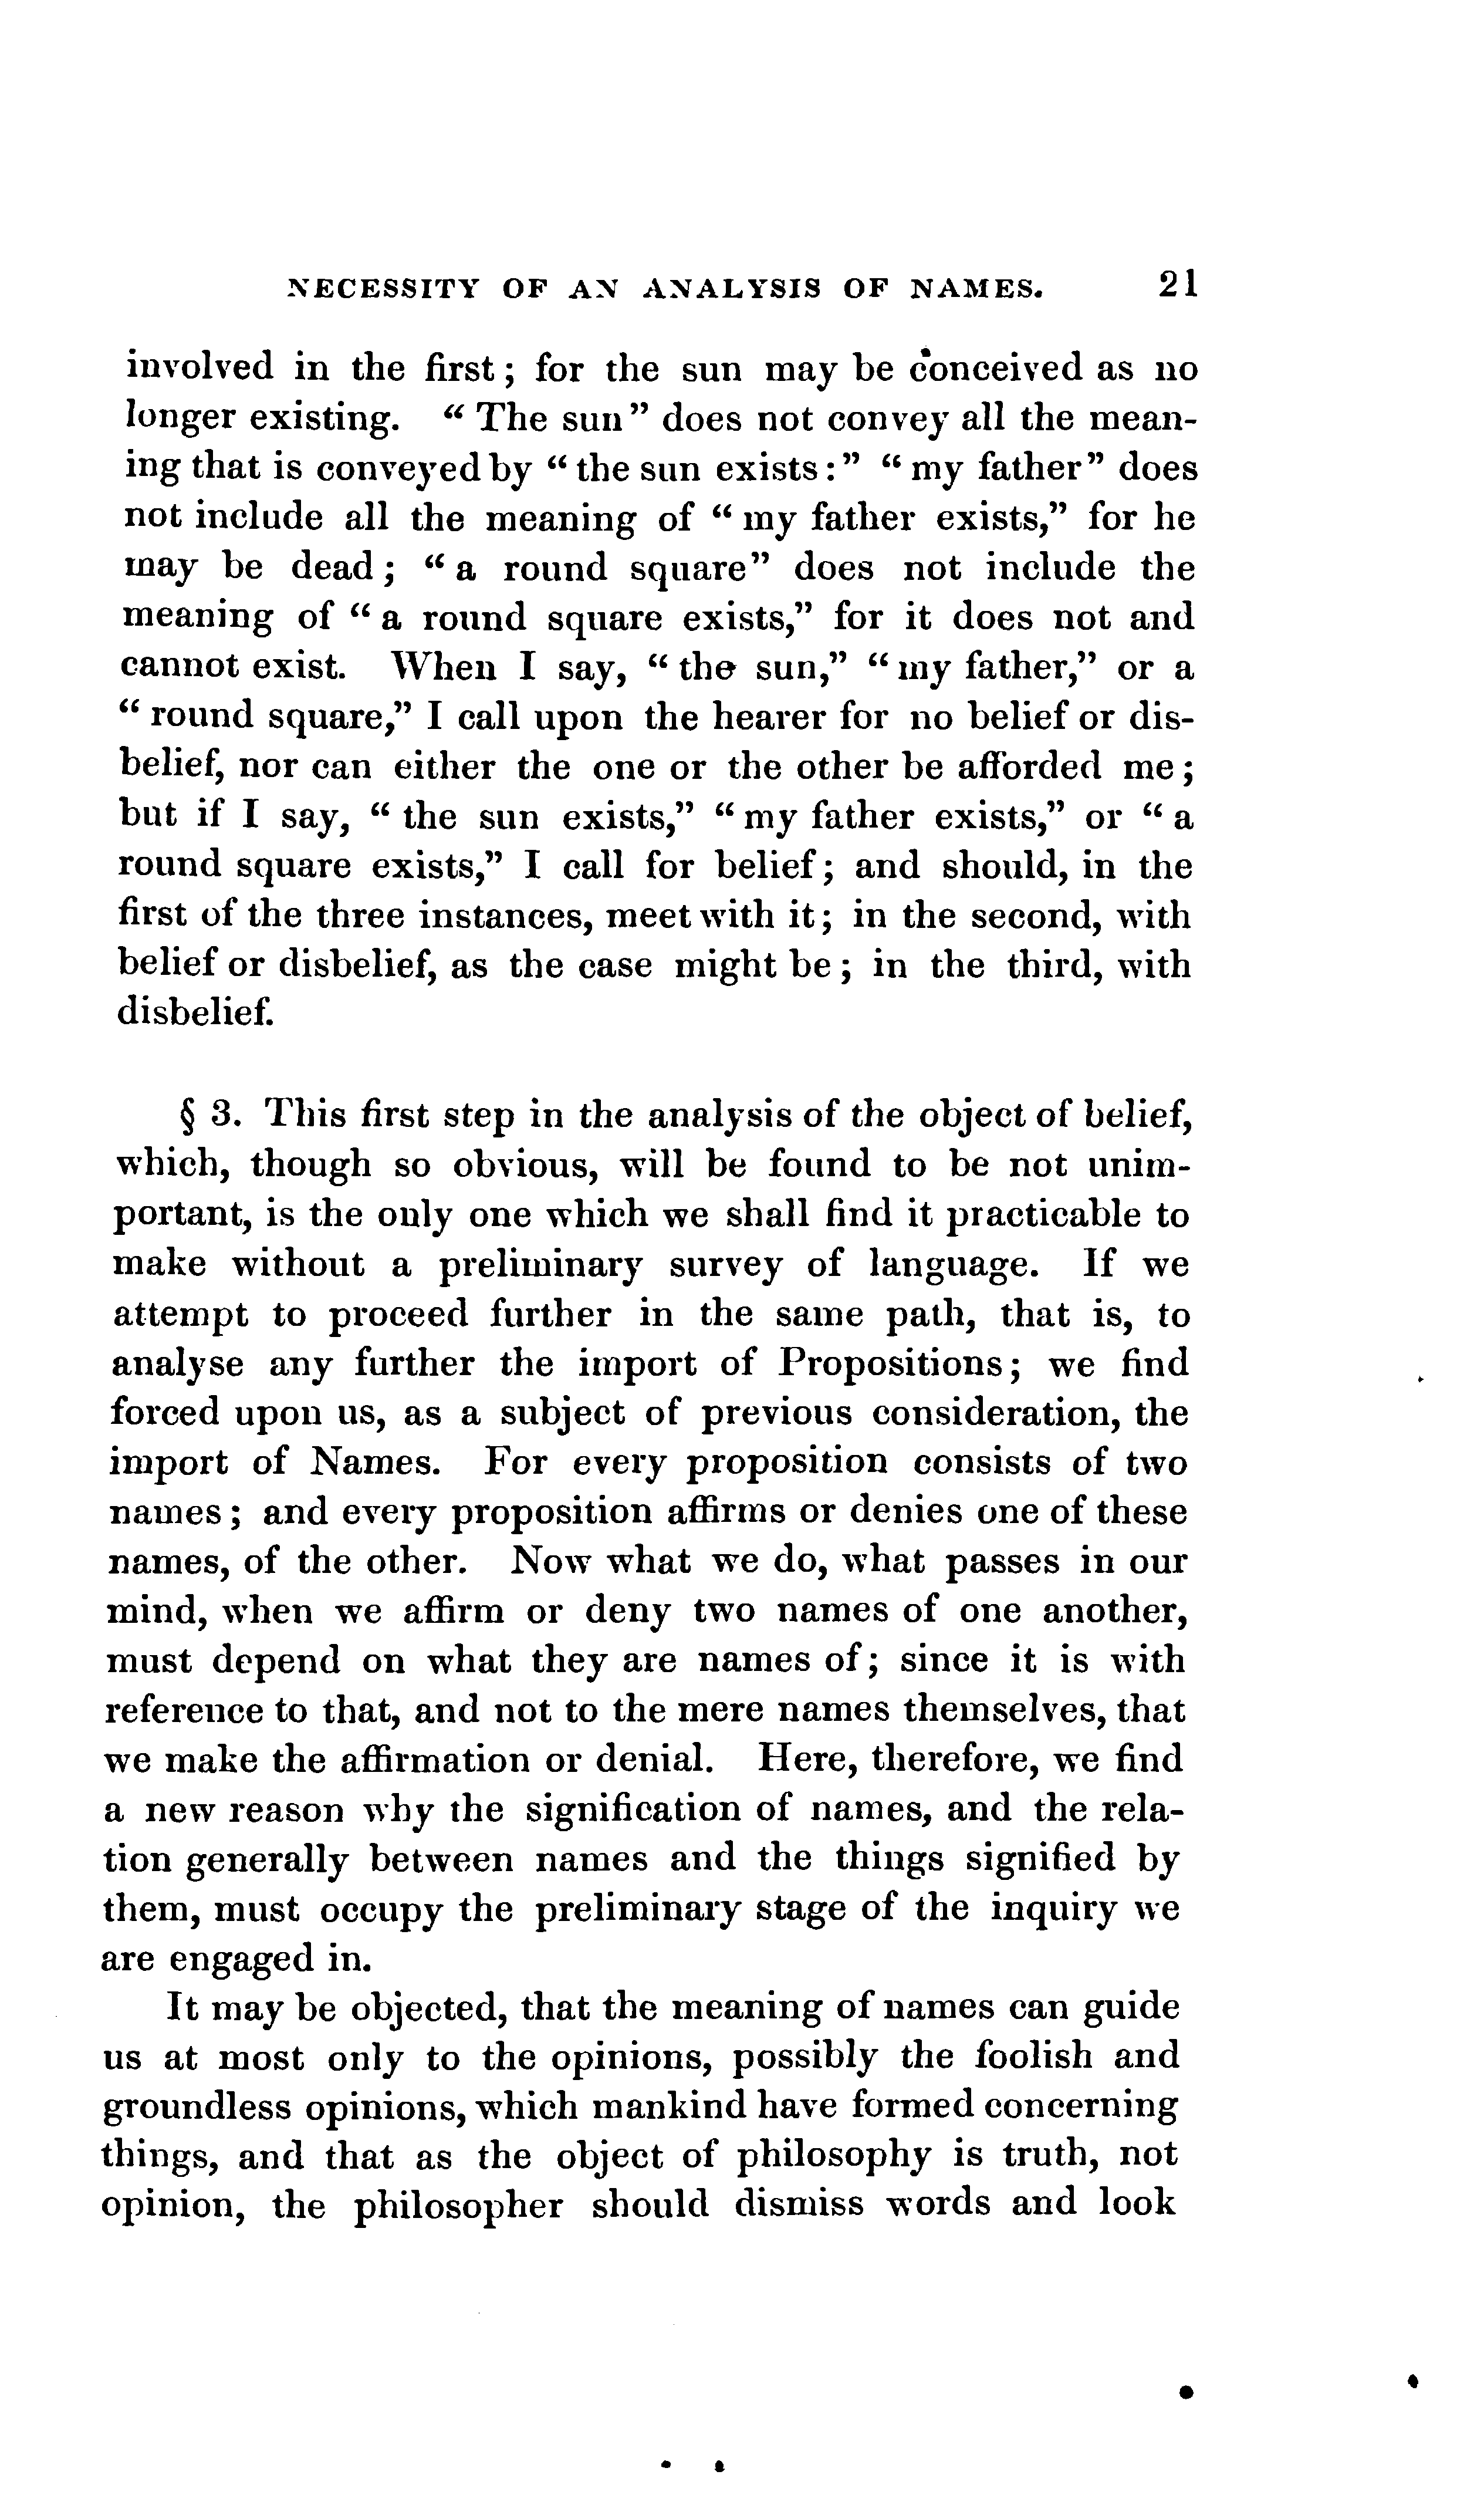 NECESSITY OF AN ANALYSIS OF NAMES. 21
involved in the first; for the sun may be conceived as no
longer existing. “The sun” does not convey all the mean-
ing that is conveyed by “the sun exists:” “my father” does
not include all the meaning of “my father exists,” for he
may be dead; “a round square” does not include the
meaning of “a round square exists,” for it does not and
cannot exist. When I say, “the sun,” “my father,” or a
“round square,” I call upon the hearer for no belief or dis-
belief, nor can either the one or the other be afforded me;
but if I say, “the sun exists,” “my father exists,” or “a
round square exists,” I call for belief; and should, in the
first of the three instances, meet with it; in the second, with
belief or disbelief, as the case might be; in the third, with
disbelief.
§ 3. This first step in the analysis of the object of belief,
which, though so obvious, will be found to be not unim-
portant, is the only one which we shall find it practicable to
make without a preliminary survey of language. If we
attempt to proceed further in the same path, that is, to
analyse any further the import of Propositions; we find
forced upon us, as a subject of previous consideration, the
import of Names. For every proposition consists of two
names; and every proposition affirms or denies one of these
names, of the other. Now what we do, what passes in our
mind, when we affirm or deny two names of one another,
must depend on what they are names of; since it is with
reference to that, and not to the mere names themselves, that
we make the affirmation or denial. Here, therefore, we find
a new reason why the signification of names, and the rela-
tion generally between names and the things signified by
them, must occupy the preliminary stage of the inquiry we
are engaged in.
It may be objected, that the meaning of names can guide
us at most only to the opinions, possibly the foolish and
groundless opinions, which mankind have formed concerning
things, and that as the object of philosophy is truth, not
opinion, the philosopher should dismiss words and look